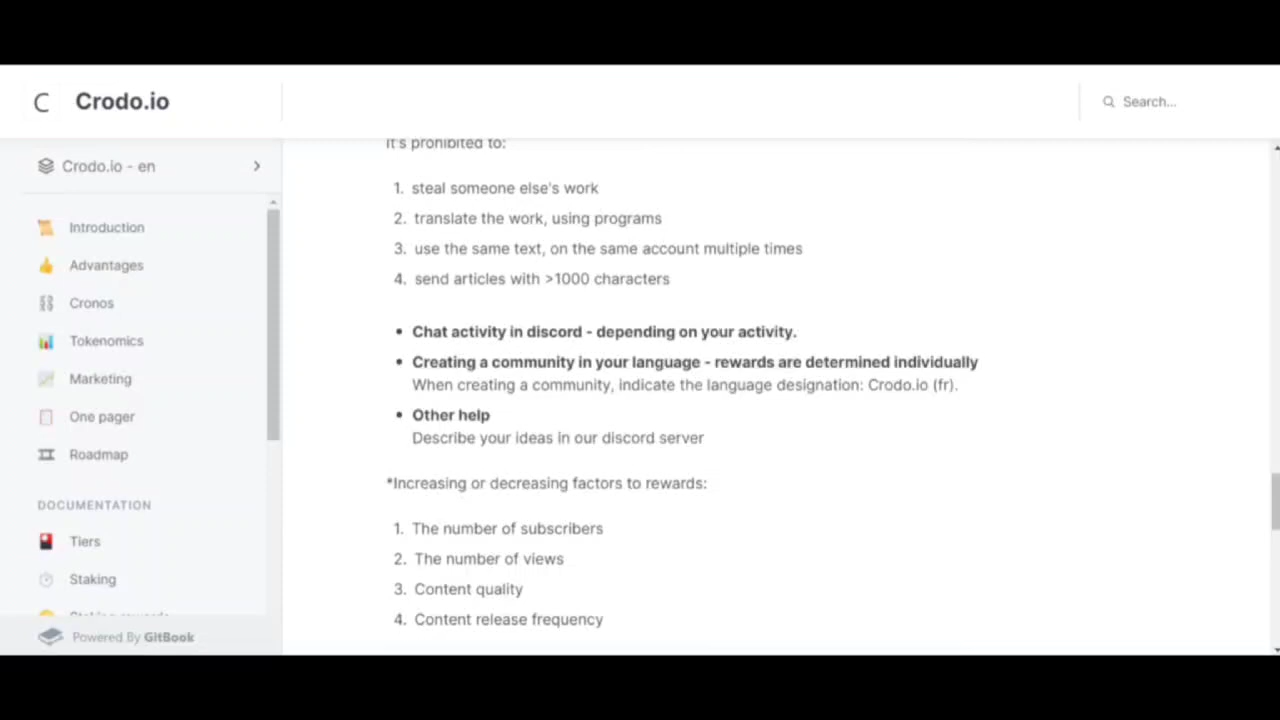 C Crodo.io
Search...
Crodo.io - en
Introduction
Advantages
Cronos
Tokenomics
Marketing
One pager
Roadmap
DOCUMENTATION
Tiers
Staking
Staking rewards
Powered By GitBook
It's prohibited to:
1. steal someone else's work
2. translate the work, using programs
3. use the same text, on the same account multiple times
4. send articles with >1000 characters
• Chat activity in discord - depending on your activity.
• Creating a community in your language - rewards are determined individually
When creating a community, indicate the language designation: Crodo.io (fr).
• Other help
Describe your ideas in our discord server
*Increasing or decreasing factors to rewards:
1. The number of subscribers
2. The number of views
3. Content quality
4. Content release frequency